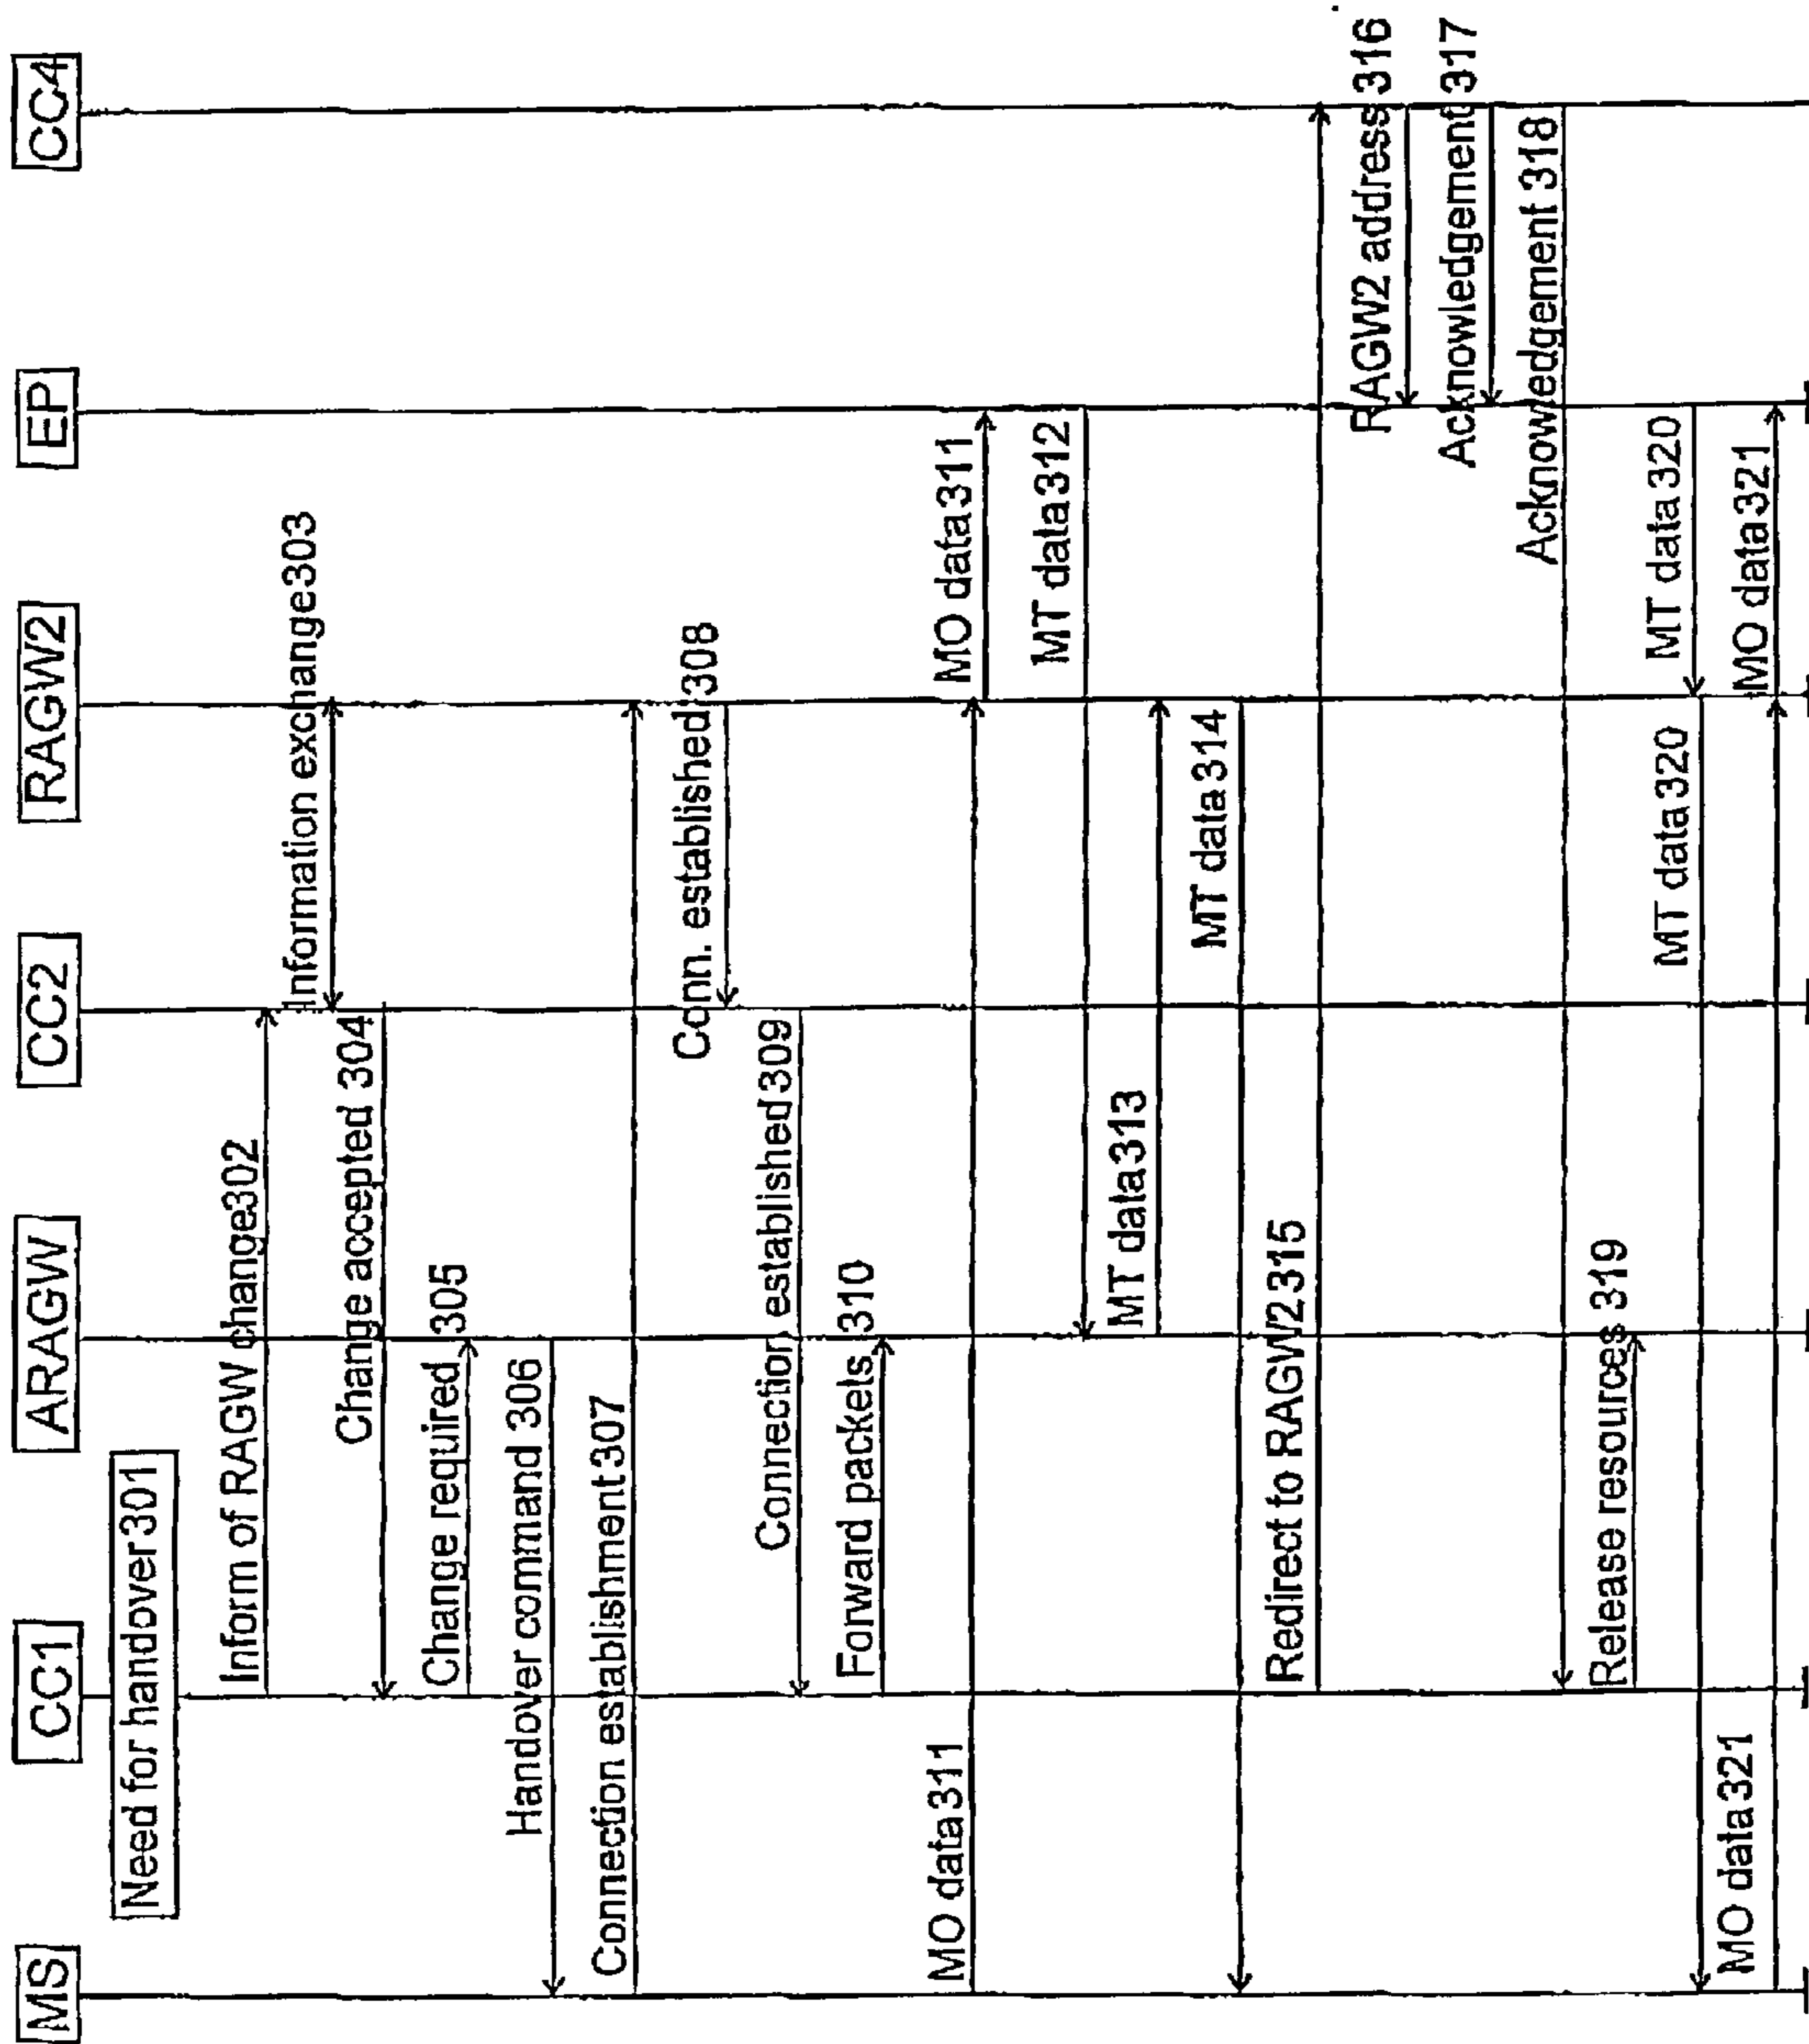 MS CC1 ARAGW CC2 RAGW2 EP CC4
Need for handover 301
Inform of RAGW change 302
Information exchange 303
Change accepted 304
Change required 305
Handover command 306
Connection establishment 307
Conn. established 308
Connection established 309
Forward packets 310
MO data 311 MO data 311
MT data 312
MT data 313
MT data 314
Redirect to RAGW2 315
RAGW2 address 316
Acknowledgement 317
Acknowledgement 318
Release resources 319
MT data 320 MT data 320
MO data 321 MO data 321